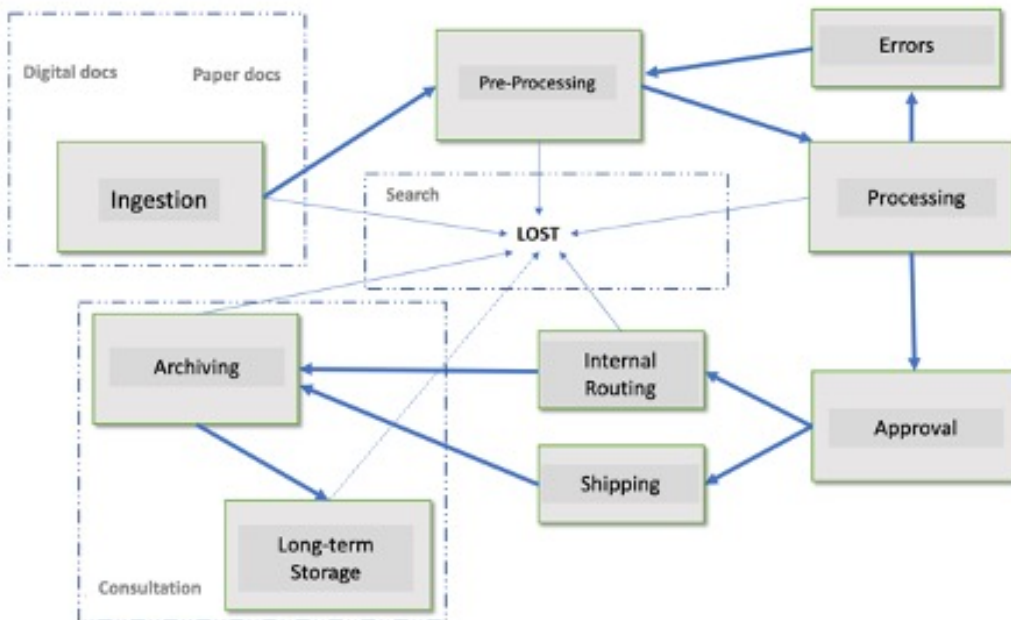 Digital docs
Paper docs
Ingestion
Pre-Processing
Errors
Processing
Search
LOST
Archiving
Internal
Routing
Approval
Shipping
Long-term
Storage
Consultation